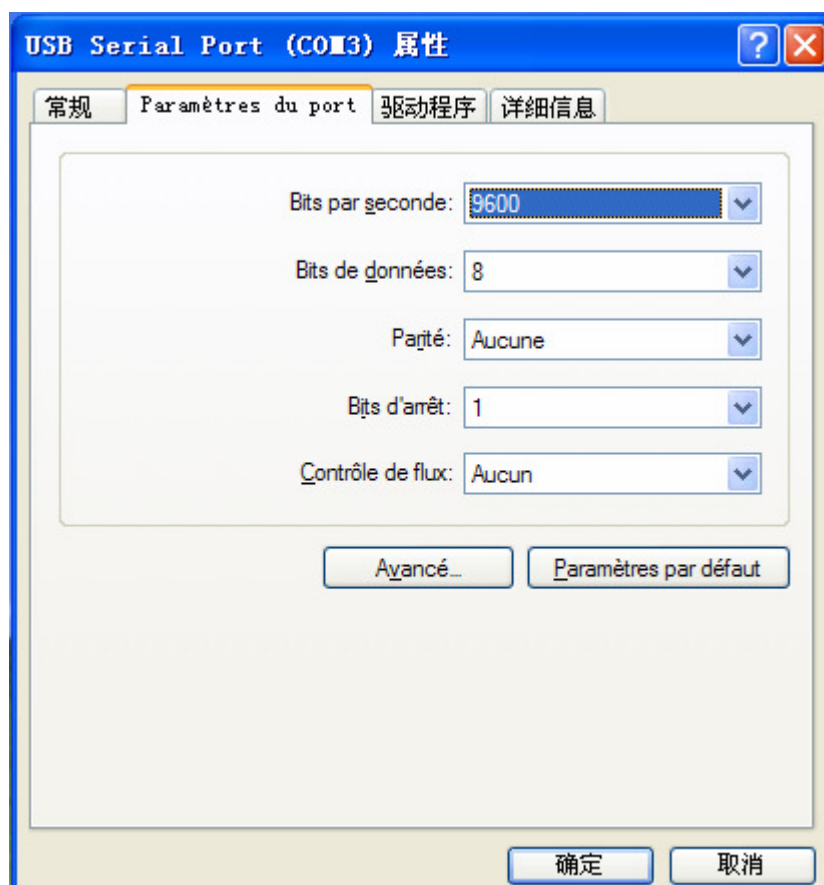 USB Serial Port (COM3) 属性
常规 Paramètres du port 驱动程序 详细信息
Bits par seconde: 9600
Bits de données: 8
Parité: Aucune
Bits d'arrêt: 1
Contrôle de flux: Aucun
Avancé... Paramètres par défaut
确定 取消